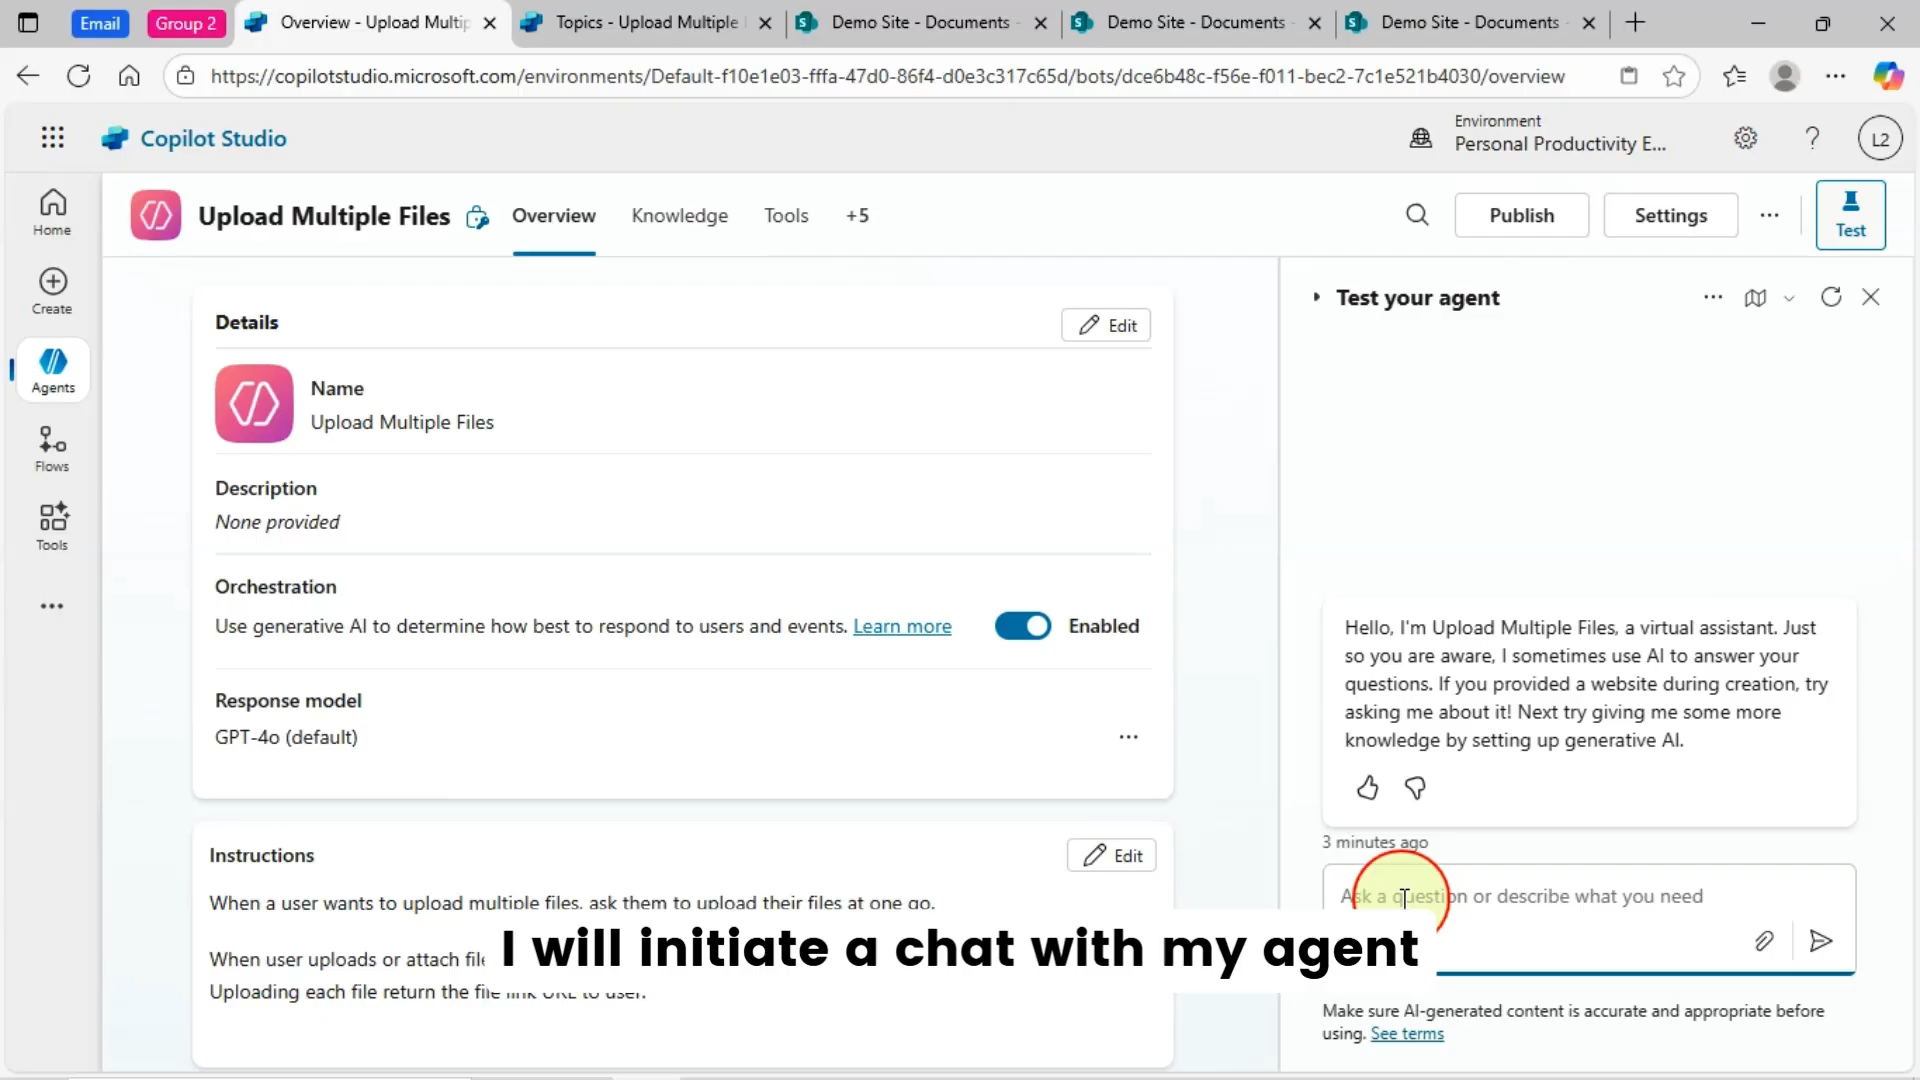 Email
Group 2
Overview - Upload Multip
Topics - Upload Multiple
Demo Site - Documents
Demo Site - Documents
Demo Site - Documents
https://copilotstudio.microsoft.com/environments/Default-f10e1e03-fffa-47d0-86f4-d0e3c317c65d/bots/dce6b48c-f56e-f011-bec2-7c1e521b4030/overview
Copilot Studio
Environment
Personal Productivity E...
L2
Home
Create
Agents
Flows
Tools
Upload Multiple Files
Overview
Knowledge
Tools
+5
Publish
Settings
Test
Details
Edit
Name
Upload Multiple Files
Description
None provided
Orchestration
Use generative AI to determine how best to respond to users and events. Learn more
Enabled
Response model
GPT-4o (default)
Instructions
Edit
When a user wants to upload multiple files, ask them to upload their files at one go.
When user uploads or attach file
Uploading each file return the file link URL to user.
Test your agent
Hello, I'm Upload Multiple Files, a virtual assistant. Just
so you are aware, I sometimes use AI to answer your
questions. If you provided a website during creation, try
asking me about it! Next try giving me some more
knowledge by setting up generative AI.
3 minutes ago
Ask a question or describe what you need
Make sure AI-generated content is accurate and appropriate before
using. See terms
I will initiate a chat with my agent